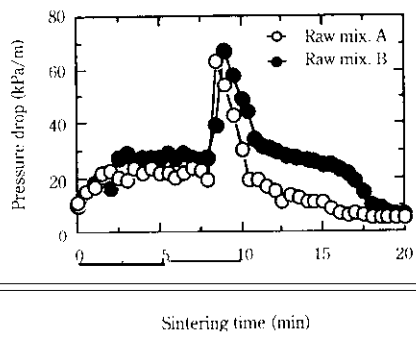 80
Raw mix. A
Raw mix. B
60
40
20
0
Pressure drop (kPa/m)
0 5 10 15 20
Sintering time (min)